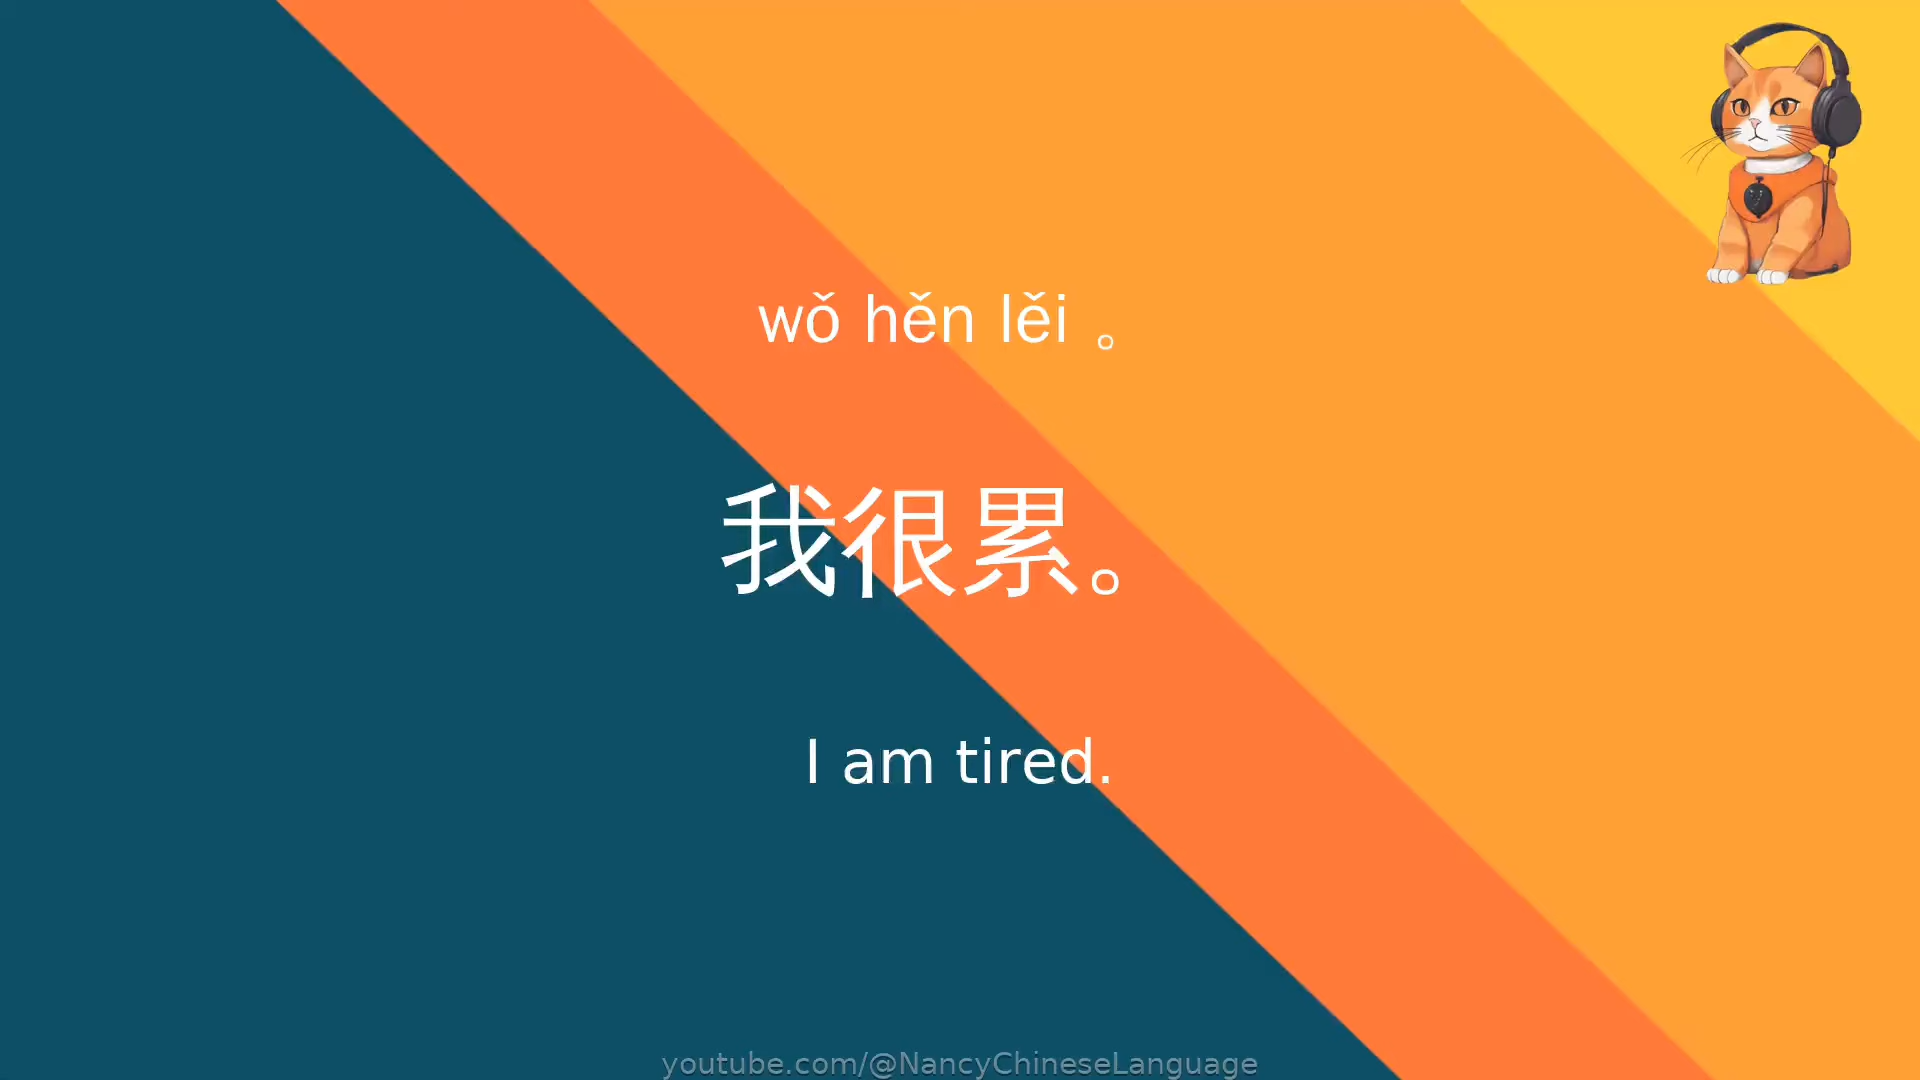 wǒ hěn lěi 。
我很累。
I am tired.
youtube.com/@NancyChineseLanguage